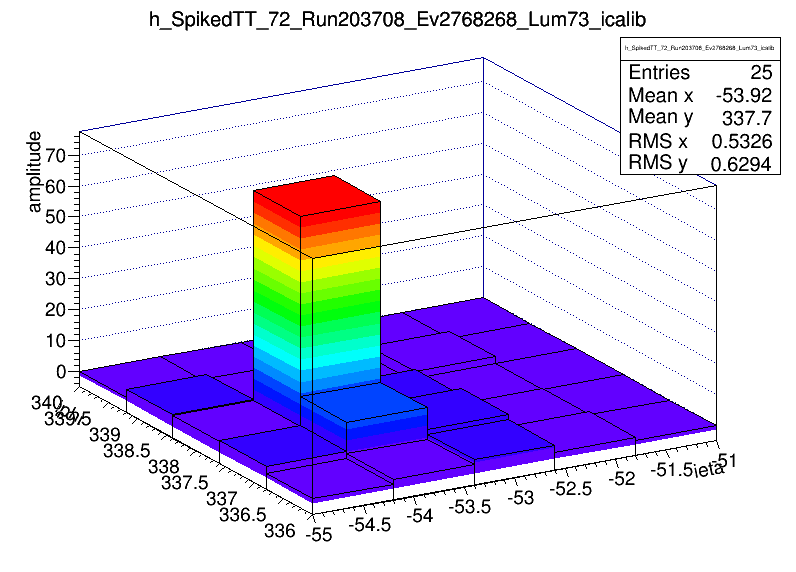 h_SpikedTT_72_Run203708_Ev2768268_Lum73_icalib
h_SpikedTT_72_Run203708_Ev2768268_Lum73_icalib
Entries 25
Mean x -53.92
Mean y 337.7
RMS x 0.5326
RMS y 0.6294
amplitude
70
60
50
40
30
20
10
0
340
339.5
339
338.5
338
337.5
337
336.5
336
-55
-54.5
-54
-53.5
-53
-52.5
-52
-51.5
-51
ieta